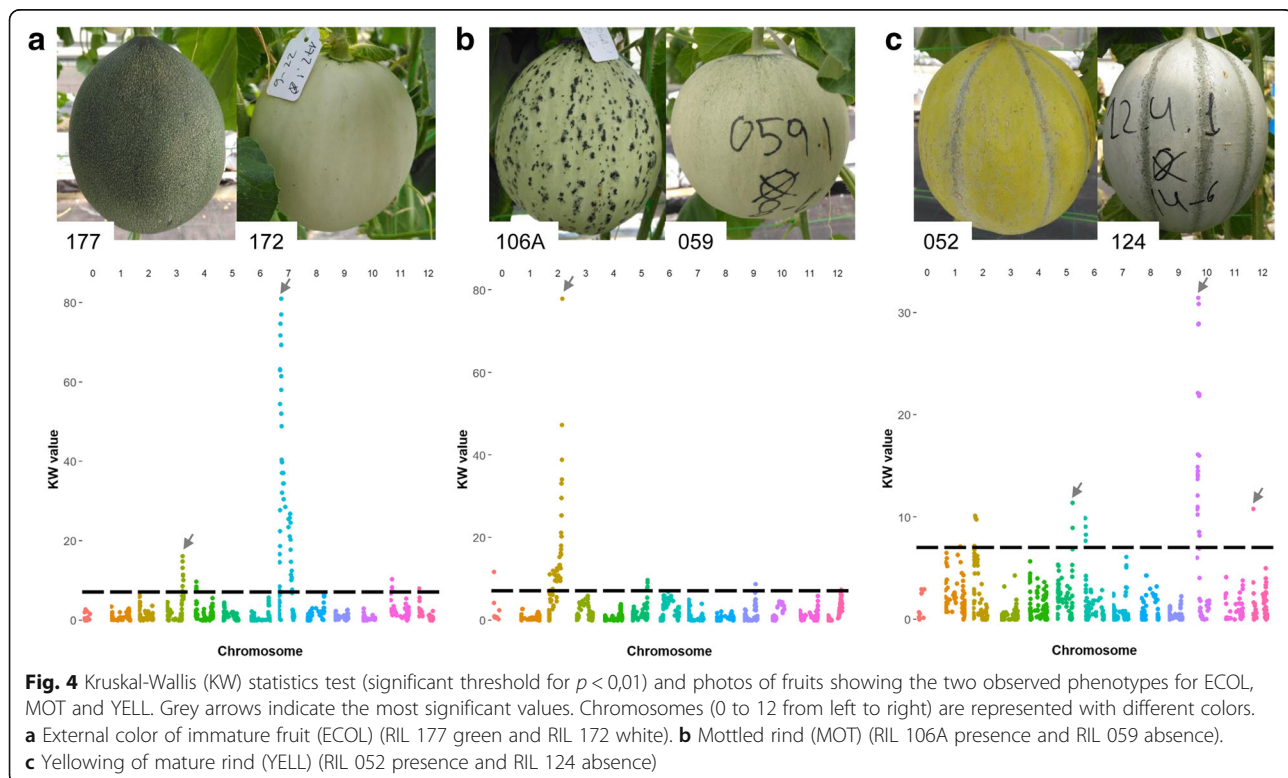 a
b
c
177
172
106A
059
052
124
0591
12.4.1
14-6
0 1 2 3 4 5 6 7 8 9 10 11 12
0 1 2 3 4 5 6 7 8 9 10 11 12
0 1 2 3 4 5 6 7 8 9 10 11 12
80
60
40
20
0
KW value
Chromosome
80
60
40
20
0
KW value
Chromosome
30
20
10
0
KW value
Chromosome
Fig. 4 Kruskal-Wallis (KW) statistics test (significant threshold for p < 0,01) and photos of fruits showing the two observed phenotypes for ECOL,
MOT and YELL. Grey arrows indicate the most significant values. Chromosomes (0 to 12 from left to right) are represented with different colors.
a External color of immature fruit (ECOL) (RIL 177 green and RIL 172 white). b Mottled rind (MOT) (RIL 106A presence and RIL 059 absence).
c Yellowing of mature rind (YELL) (RIL 052 presence and RIL 124 absence)